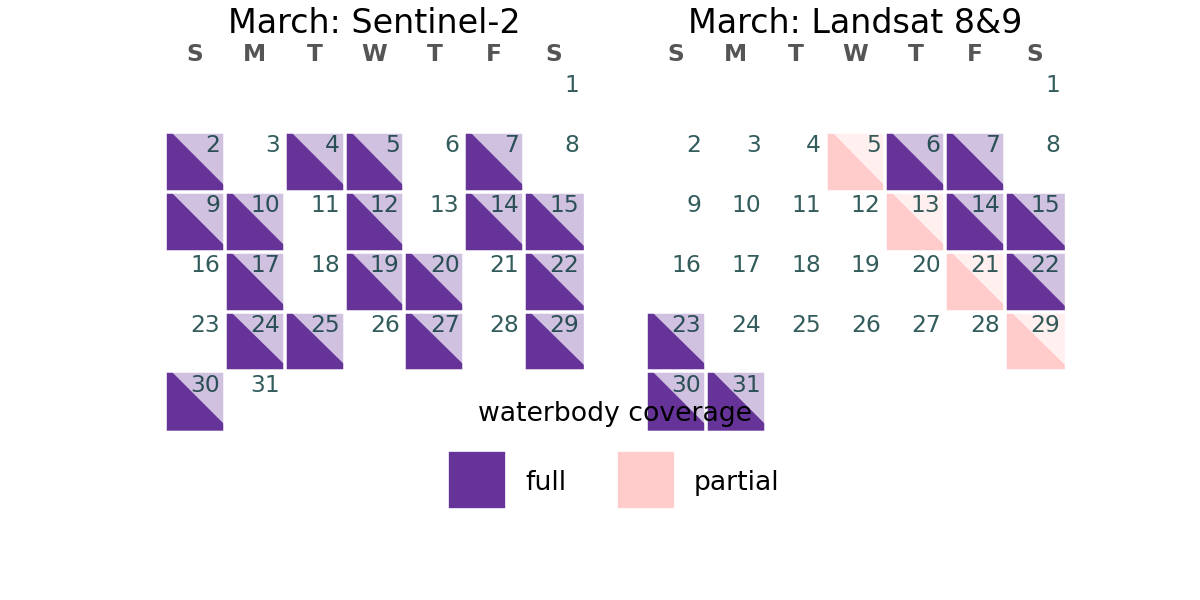 March: Sentinel-2
S M T W T F S
1
2 3 4 5 6 7 8
9 10 11 12 13 14 15
16 17 18 19 20 21 22
23 24 25 26 27 28 29
30 31
March: Landsat 8&9
S M T W T F S
1
2 3 4 5 6 7 8
9 10 11 12 13 14 15
16 17 18 19 20 21 22
23 24 25 26 27 28 29
30 31
waterbody coverage
full partial